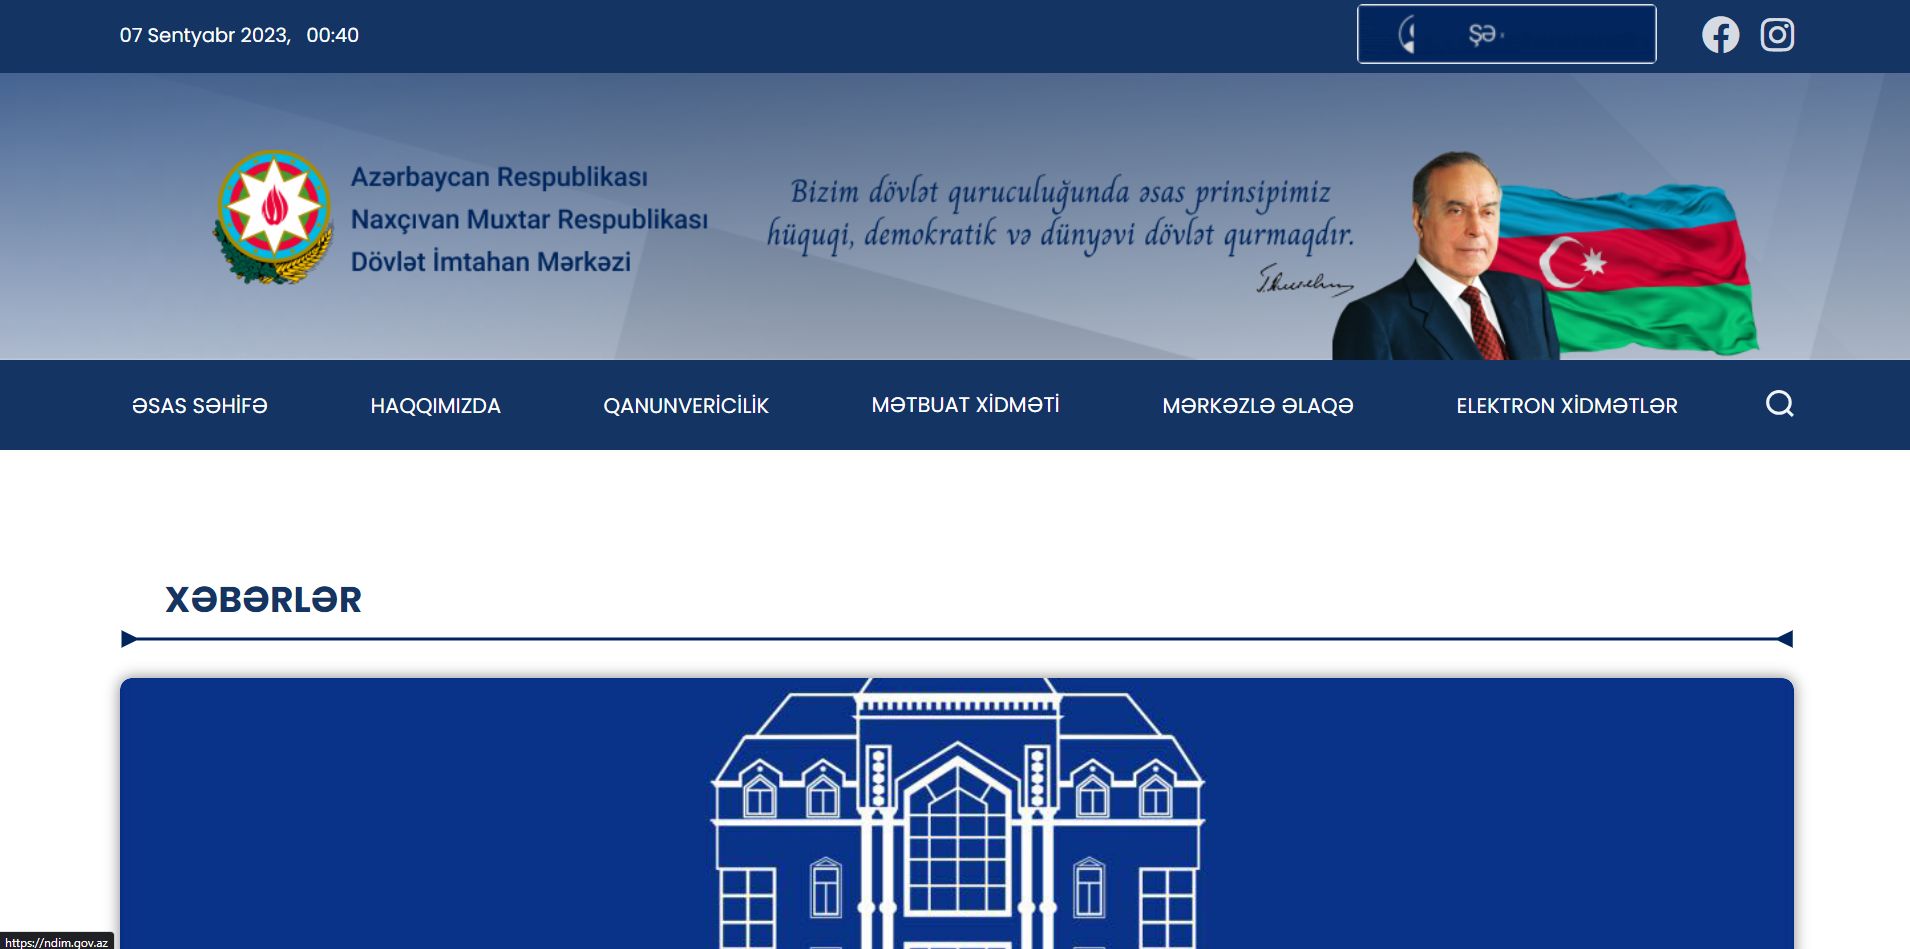 07 Sentyabr 2023, 00:40
Azərbaycan Respublikası
Naxçıvan Muxtar Respublikası
Dövlət İmtahan Mərkəzi
Bizim dövlət quruculuğunda əsas prinsipimiz
hüquqi, demokratik və dünyəvi dövlət qurmaqdır.
ƏSAS SƏHİFƏ
HAQQIMIZDA
QANUNVERİCİLİK
MƏTBUAT XİDMƏTİ
MƏRKƏZLƏ ƏLAQƏ
ELEKTRON XİDMƏTLƏR
XƏBƏRLƏR
https://ndim.gov.az